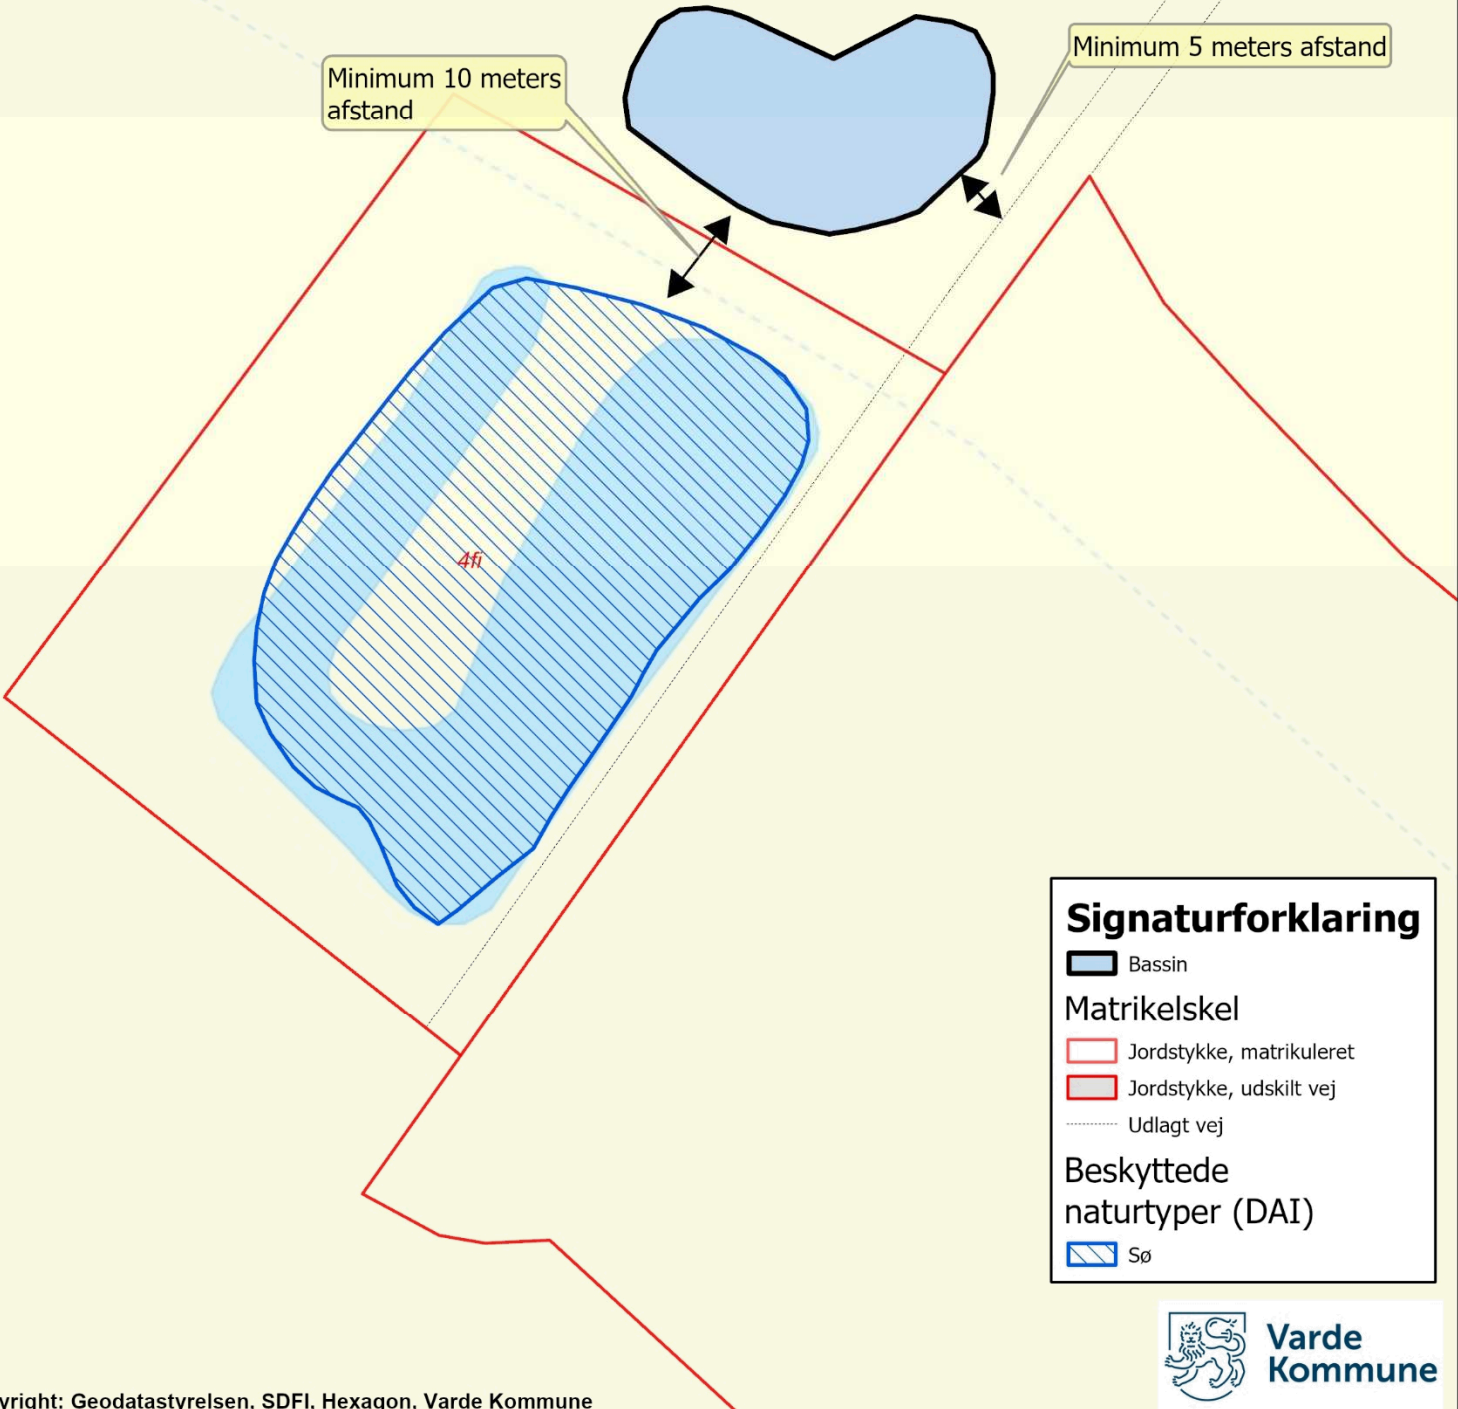 Minimum 5 meters afstand
Minimum 10 meters
afstand
4fi
Signaturforklaring
Bassin
Matrikelskel
Jordstykke, matrikuleret
Jordstykke, udskilt vej
Udlagt vej
Beskyttede
naturtyper (DAI)
Sø
Varde
Kommune
yright: Geodatastyrelsen, SDFI, Hexagon, Varde Kommune